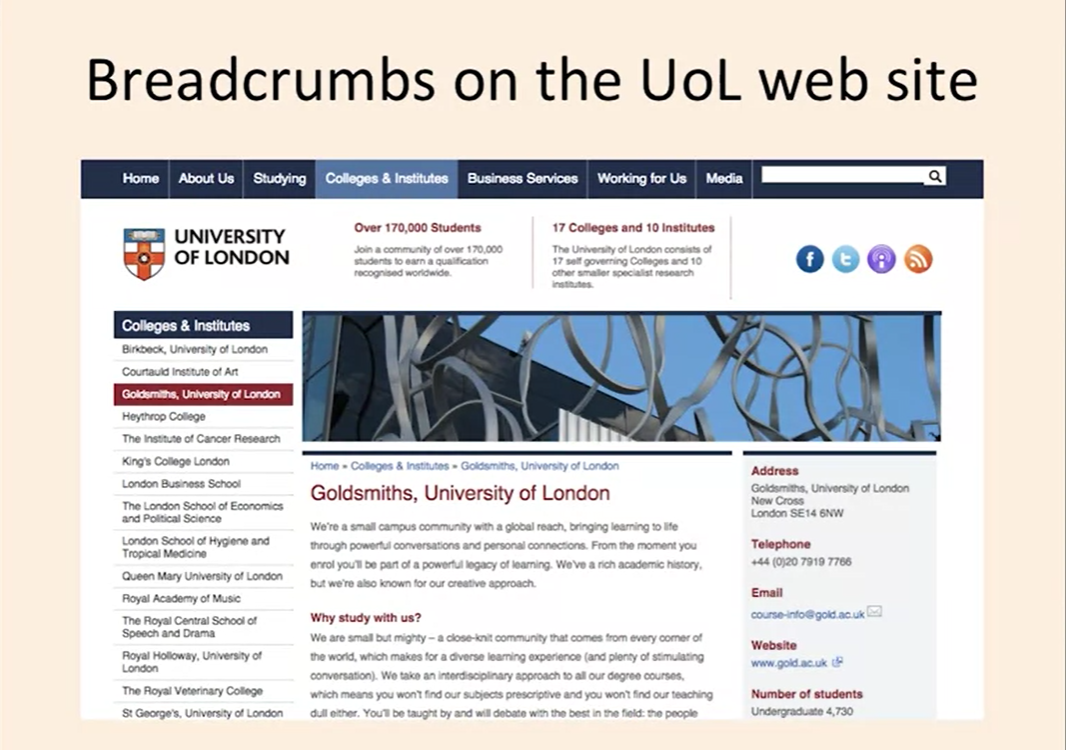 Breadcrumbs on the UoL web site
Home About Us Studying Colleges & Institutes Business Services Working for Us Media
UNIVERSITY
OF LONDON
Over 170,000 Students
Join a community of over 170,000
students to earn a qualification
recognised worldwide.
17 Colleges and 10 Institutes
The University of London consists of
17 self governing Colleges and 10
other smaller specialist research
institutes.
Colleges & Institutes
Birkbeck, University of London
Courtauld Institute of Art
Goldsmiths, University of London
Heythrop College
The Institute of Cancer Research
King's College London
London Business School
The London School of Economics
and Political Science
London School of Hygiene and
Tropical Medicine
Queen Mary University of London
Royal Academy of Music
The Royal Central School of
Speech and Drama
Royal Holloway, University of
London
The Royal Veterinary College
St George's, University of London
Home » Colleges & Institutes » Goldsmiths, University of London
Goldsmiths, University of London
We're a small campus community with a global reach, bringing learning to life
through powerful conversations and personal connections. From the moment you
enrol you'll be part of a powerful legacy of learning. We've a rich academic history,
but we're also known for our creative approach.
Why study with us?
We are small but mighty – a close-knit community that comes from every corner of
the world, which makes for a diverse learning experience (and plenty of stimulating
conversation). We take an interdisciplinary approach to all our degree courses,
which means you won't find our subjects prescriptive and you won't find our teaching
dull either. You'll be taught by and will debate with the best in the field: the people
Address
Goldsmiths, University of London
New Cross
London SE14 6NW
Telephone
+44 (0)20 7919 7766
Email
course-info@gold.ac.uk
Website
www.gold.ac.uk
Number of students
Undergraduate 4,730